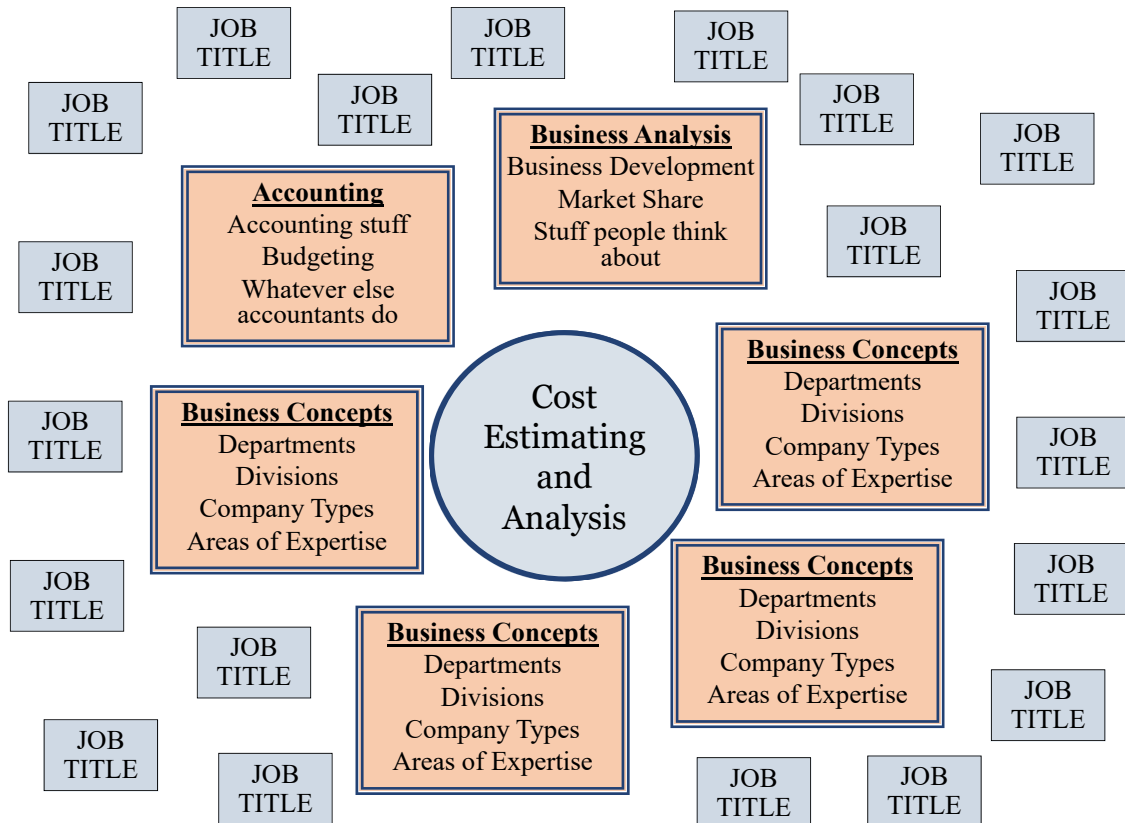 JOB
TITLE
JOB
TITLE
JOB
TITLE
JOB
TITLE
JOB
TITLE
JOB
TITLE
JOB
TITLE
JOB
TITLE
Business Analysis
Business Development
Market Share
Stuff people think
about
Accounting
Accounting stuff
Budgeting
Whatever else
accountants do
JOB
TITLE
JOB
TITLE
JOB
TITLE
Business Concepts
Departments
Divisions
Company Types
Areas of Expertise
Cost
Estimating
and
Analysis
Business Concepts
Departments
Divisions
Company Types
Areas of Expertise
JOB
TITLE
JOB
TITLE
JOB
TITLE
JOB
TITLE
Business Concepts
Departments
Divisions
Company Types
Areas of Expertise
Business Concepts
Departments
Divisions
Company Types
Areas of Expertise
JOB
TITLE
JOB
TITLE
JOB
TITLE
JOB
TITLE
JOB
TITLE
JOB
TITLE